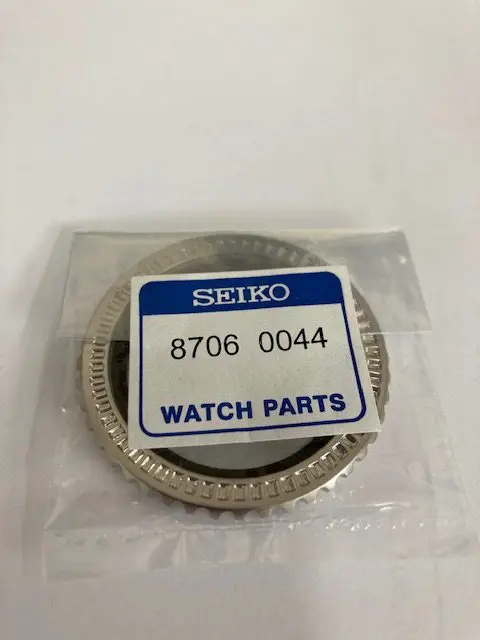 SEIKO
8706 0044
WATCH PARTS